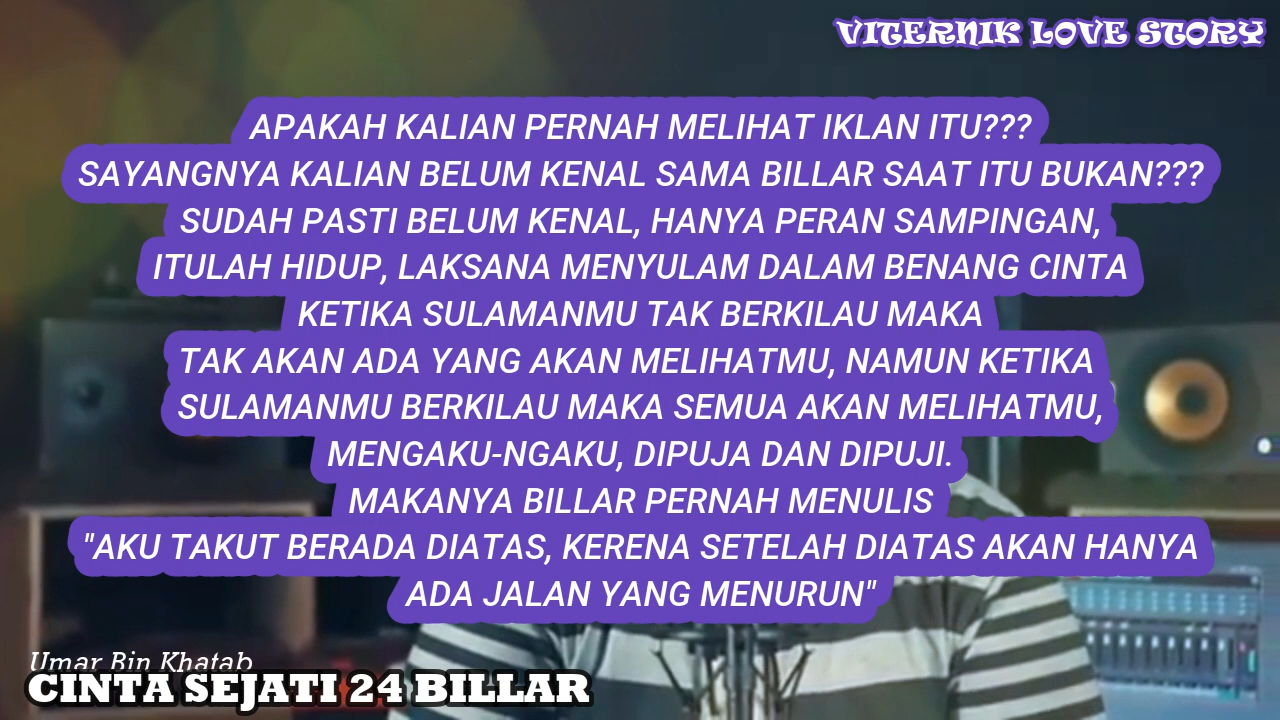 VITERNIK LOVE STORY
APAKAH KALIAN PERNAH MELIHAT IKLAN ITU???
SAYANGNYA KALIAN BELUM KENAL SAMA BILLAR SAAT ITU BUKAN???
SUDAH PASTI BELUM KENAL, HANYA PERAN SAMPINGAN,
ITULAH HIDUP, LAKSANA MENYULAM DALAM BENANG CINTA
KETIKA SULAMANMU TAK BERKILAU MAKA
TAK AKAN ADA YANG AKAN MELIHATMU, NAMUN KETIKA
SULAMANMU BERKILAU MAKA SEMUA AKAN MELIHATMU,
MENGAKU-NGAKU, DIPUJA DAN DIPUJI.
MAKANYA BILLAR PERNAH MENULIS
"AKU TAKUT BERADA DIATAS, KERENA SETELAH DIATAS AKAN HANYA
ADA JALAN YANG MENURUN"
Umar Bin Khatab
CINTA SEJATI 24 BILLAR